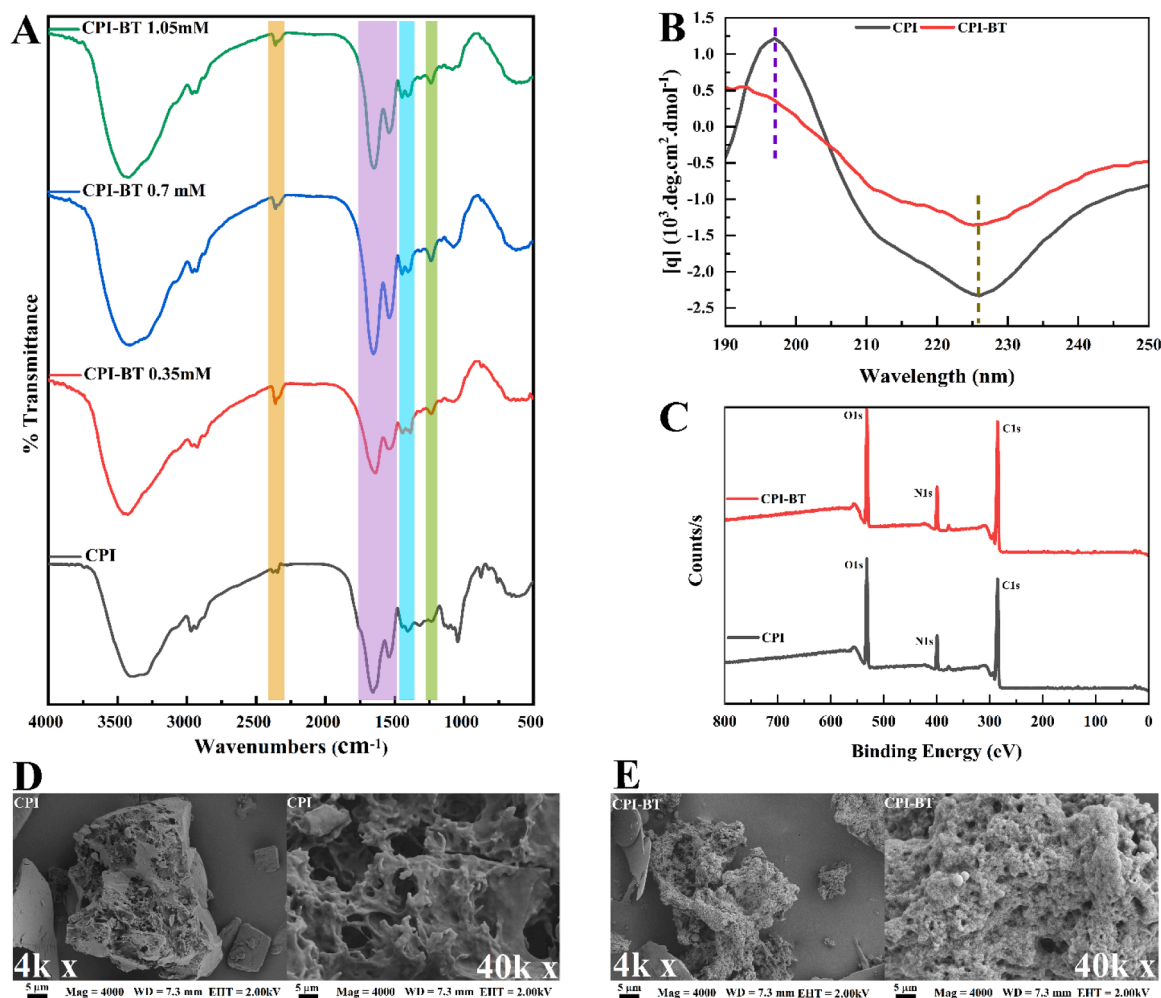 A
CPI-BT 1.05mM
CPI-BT 0.7 mM
CPI-BT 0.35mM
CPI
% Transmittance
4000 3500 3000 2500 2000 1500 1000 500
Wavenumbers (cm-1)
B
CPI CPI-BT
1.5
1.0
0.5
0.0
-0.5
-1.0
-1.5
-2.0
-2.5
[q] (10³.deg.cm².dmol⁻¹)
190 200 210 220 230 240 250
Wavelength (nm)
C
O1s
C1s
N1s
CPI-BT
O1s
C1s
N1s
CPI
Counts/s
800 700 600 500 400 300 200 100 0
Binding Energy (eV)
D
CPI
4k x
CPI
40k x
5 µm Mag = 4000 WD = 7.3 mm EHT = 2.00kV
5 µm Mag = 4000 WD = 7.3 mm EHT = 2.00kV
E
CPI-BT
4k x
CPI-BT
40k x
5 µm Mag = 4000 WD = 7.3 mm EHT = 2.00kV
5 µm Mag = 4000 WD = 7.3 mm EHT = 2.00kV